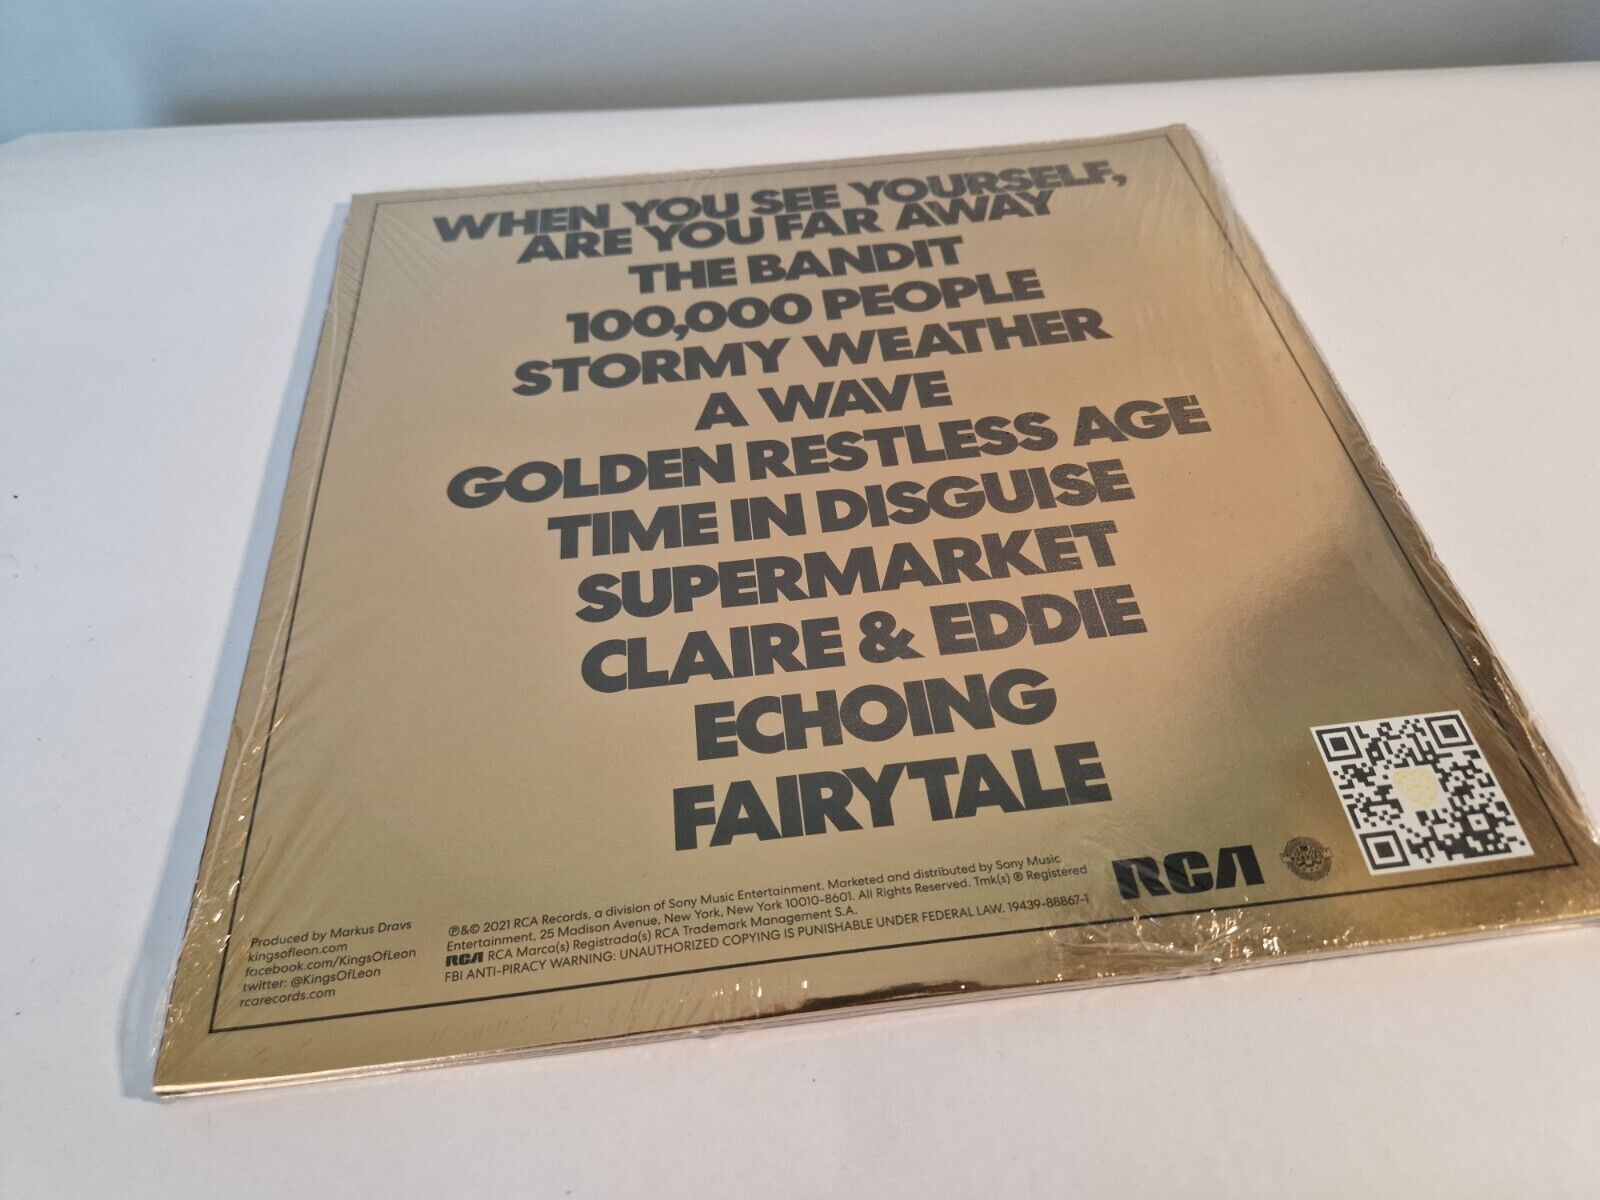 WHEN YOU SEE YOURSELF,
ARE YOU FAR AWAY
THE BANDIT
100,000 PEOPLE
STORMY WEATHER
A WAVE
GOLDEN RESTLESS AGE
TIME IN DISGUISE
SUPERMARKET
CLAIRE & EDDIE
ECHOING
FAIRYTALE
Produced by Markus Dravs
kingsofleon.com
facebook.com/KingsOfLeon
twitter: @KingsOfLeon
rcarecords.com
℗&© 2021 RCA Records, a division of Sony Music Entertainment. Marketed and distributed by Sony Music
Entertainment, 25 Madison Avenue, New York, New York 10010-8601. All Rights Reserved. Tmk(s) ® Registered
RCA RCA Marca(s) Registrada(s) RCA Trademark Management S.A.
FBI ANTI-PIRACY WARNING: UNAUTHORIZED COPYING IS PUNISHABLE UNDER FEDERAL LAW. 19439-88867-1
RCA